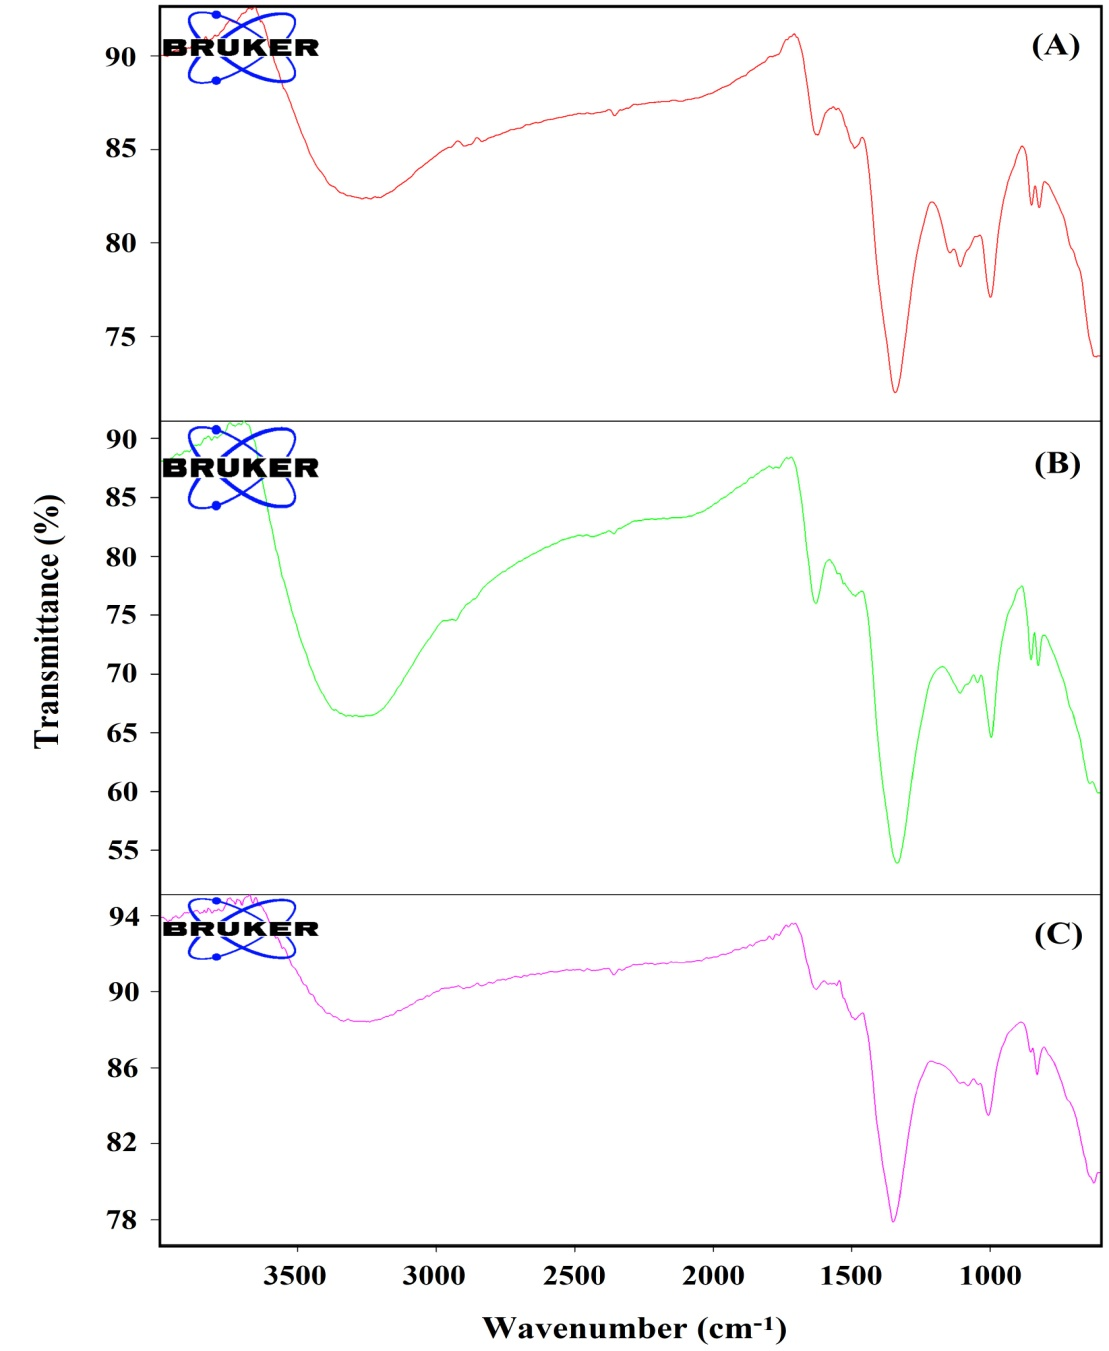 BRUKER
(A)
90
85
80
75
BRUKER
(B)
90
85
80
75
70
65
60
55
BRUKER
(C)
94
90
86
82
78
Transmittance (%)
3500 3000 2500 2000 1500 1000
Wavenumber (cm-1)